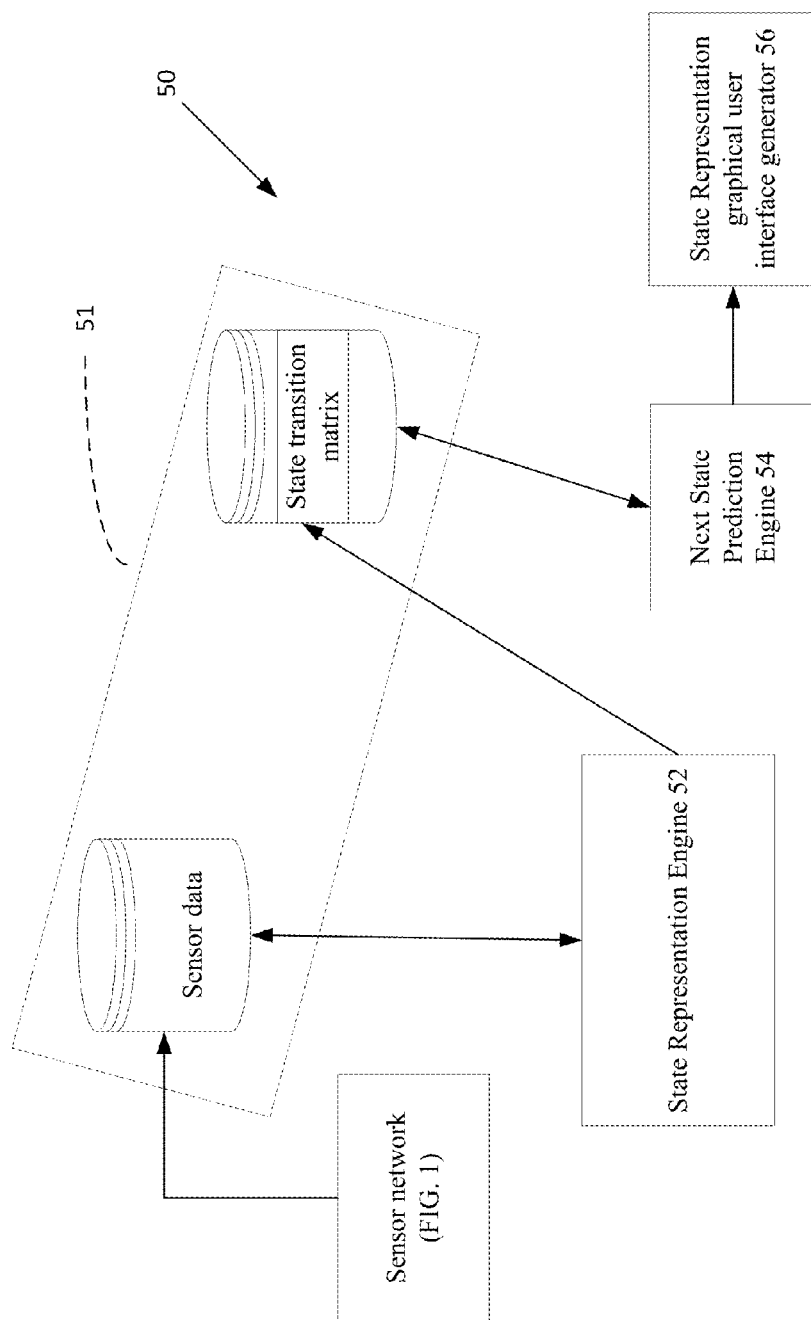 50
51
Sensor data
State transition
matrix
Sensor network
(FIG. 1)
State Representation Engine 52
Next State
Prediction
Engine 54
State Representation
graphical user
interface generator 56